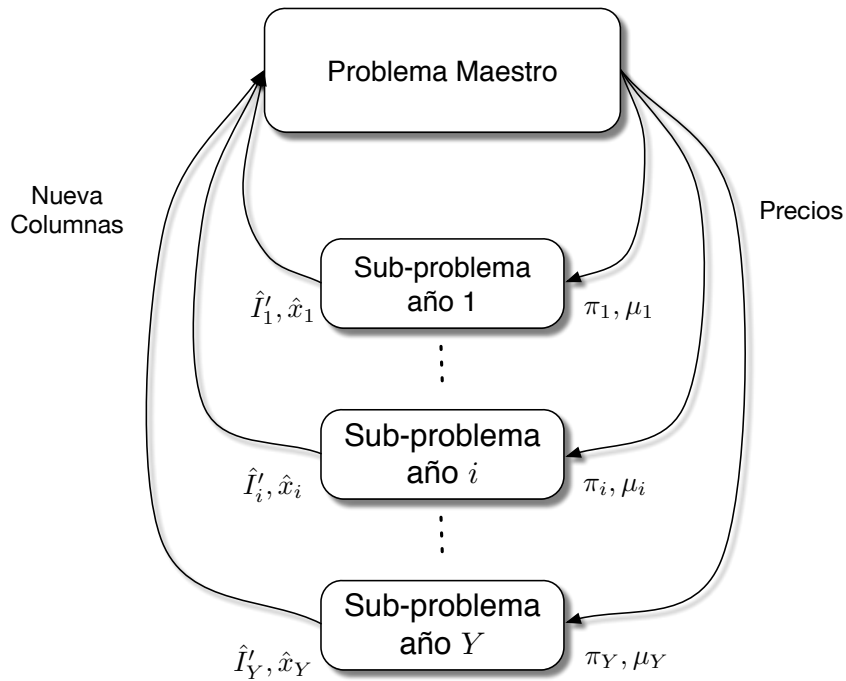 Problema Maestro
Nueva
Columnas
Precios
Sub-problema
año 1
Î′₁, x̂₁
π₁, μ₁
Sub-problema
año i
Î′ᵢ, x̂ᵢ
πᵢ, μᵢ
Sub-problema
año Y
Î′_Y, x̂_Y
π_Y, μ_Y